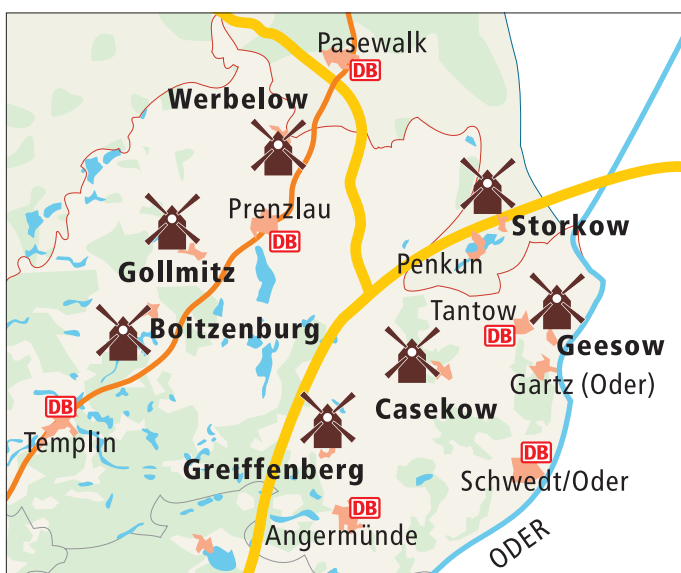 Pasewalk
DB
Werbelow
Prenzlau
DB
Storkow
Gollmitz
Penkun
Boitzenburg
Tantow
DB
Geesow
Gartz (Oder)
DB
Templin
Casekow
Greiffenberg
DB
Schwedt/Oder
DB
Angermünde
ODER